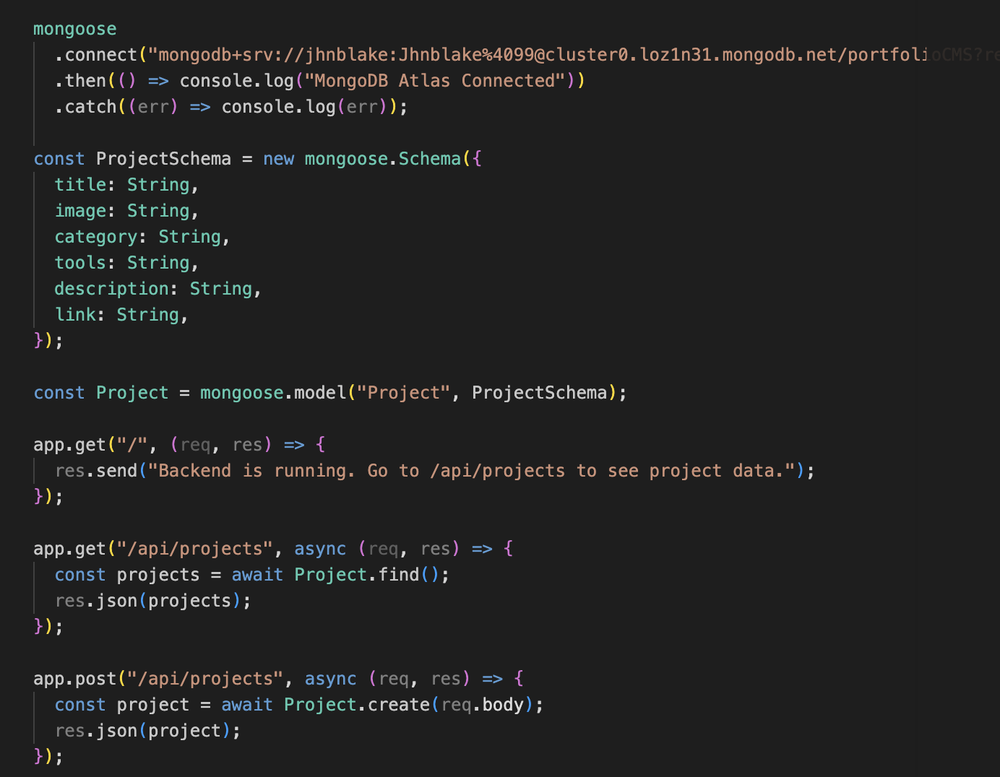 mongoose
  .connect("mongodb+srv://jhnblake:Jhnblake%4099@cluster0.loz1n31.mongodb.net/portfolioCMS?re
  .then(() => console.log("MongoDB Atlas Connected"))
  .catch((err) => console.log(err));

const ProjectSchema = new mongoose.Schema({
  title: String,
  image: String,
  category: String,
  tools: String,
  description: String,
  link: String,
});

const Project = mongoose.model("Project", ProjectSchema);

app.get("/", (req, res) => {
  res.send("Backend is running. Go to /api/projects to see project data.");
});

app.get("/api/projects", async (req, res) => {
  const projects = await Project.find();
  res.json(projects);
});

app.post("/api/projects", async (req, res) => {
  const project = await Project.create(req.body);
  res.json(project);
});